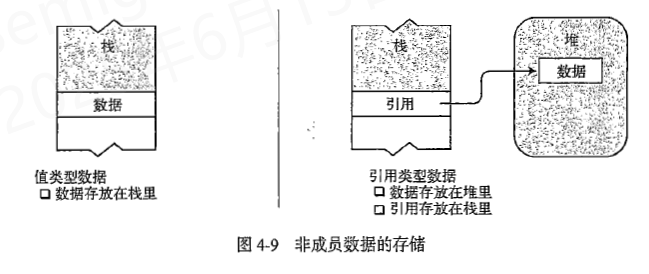 栈
数据
值类型数据
数据存放在栈里
栈
引用
堆
数据
引用类型数据
数据存放在堆里
引用存放在栈里
图 4-9 非成员数据的存储